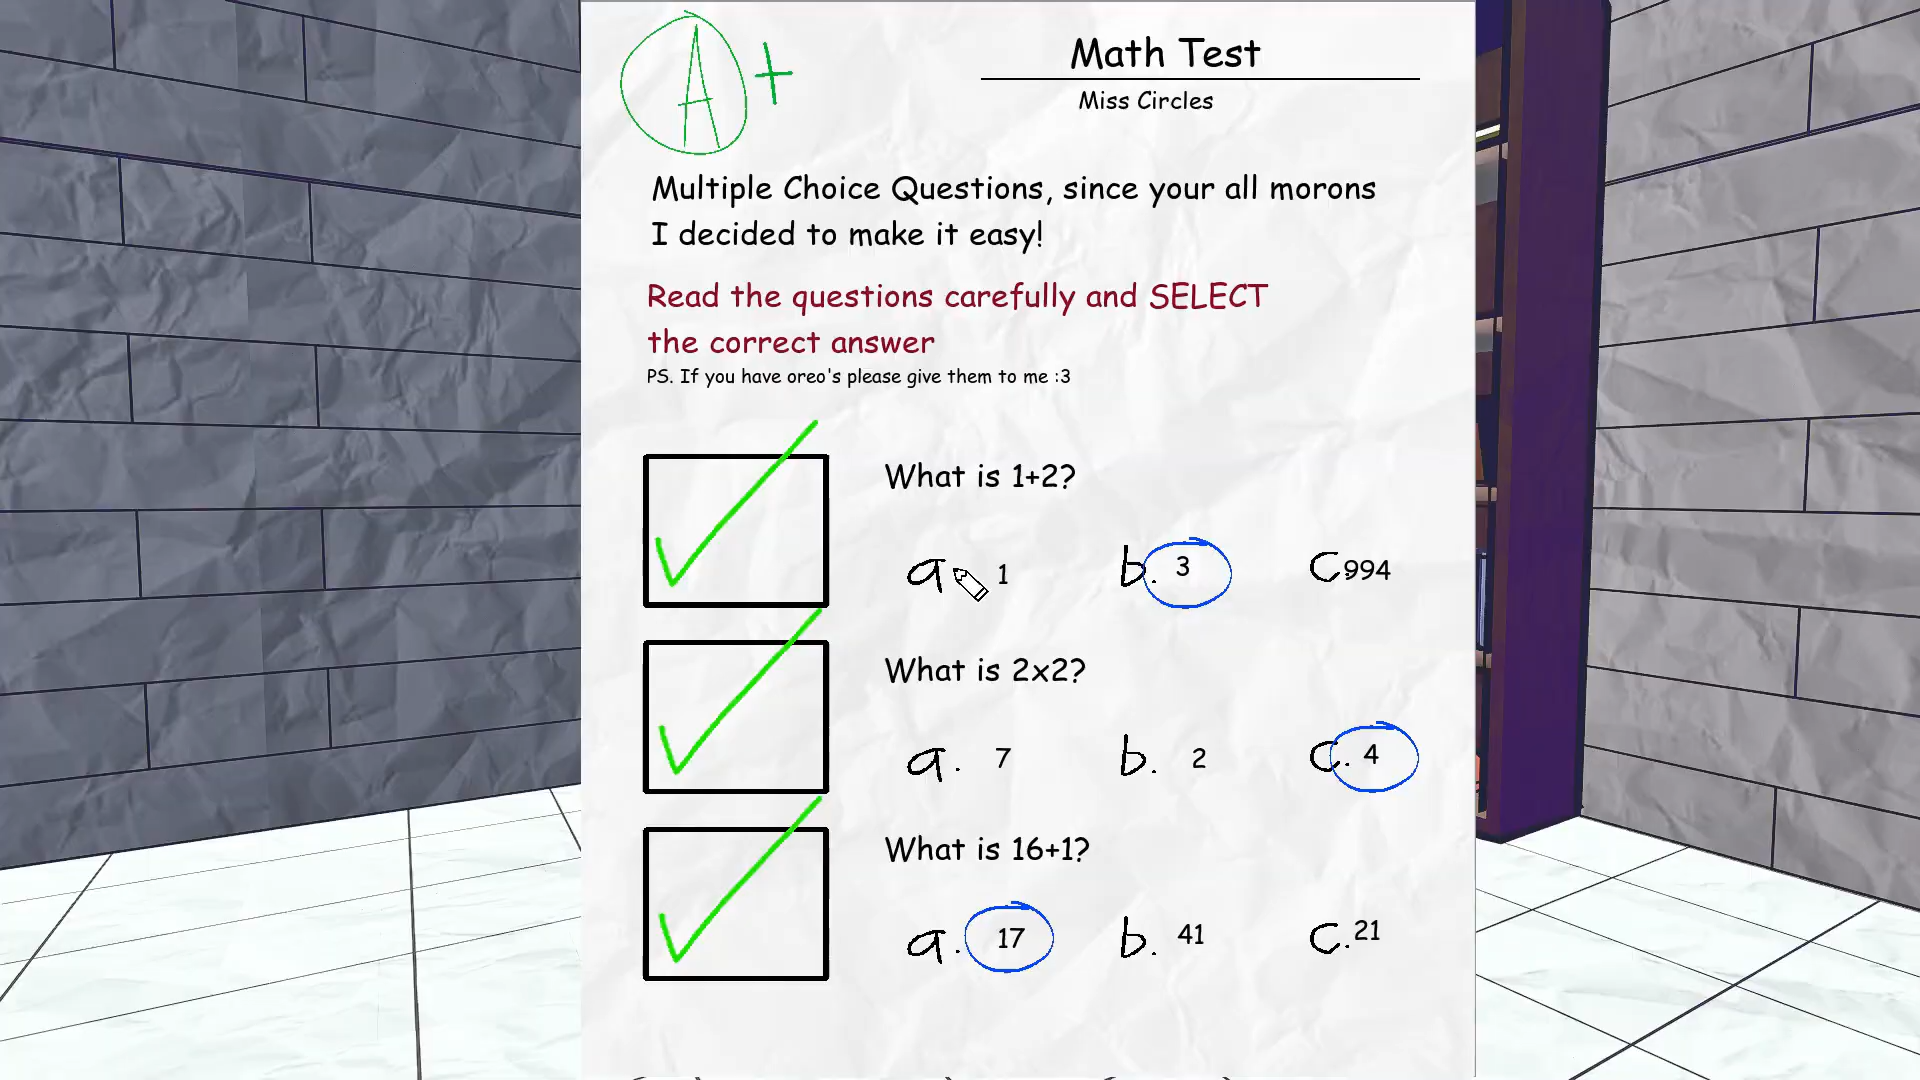 A+
Math Test
Miss Circles
Multiple Choice Questions, since your all morons
I decided to make it easy!
Read the questions carefully and SELECT
the correct answer
PS. If you have oreo's please give them to me :3
What is 1+2?
a. 1 b. 3 c. 994
What is 2x2?
a. 7 b. 2 c. 4
What is 16+1?
a. 17 b. 41 c. 21